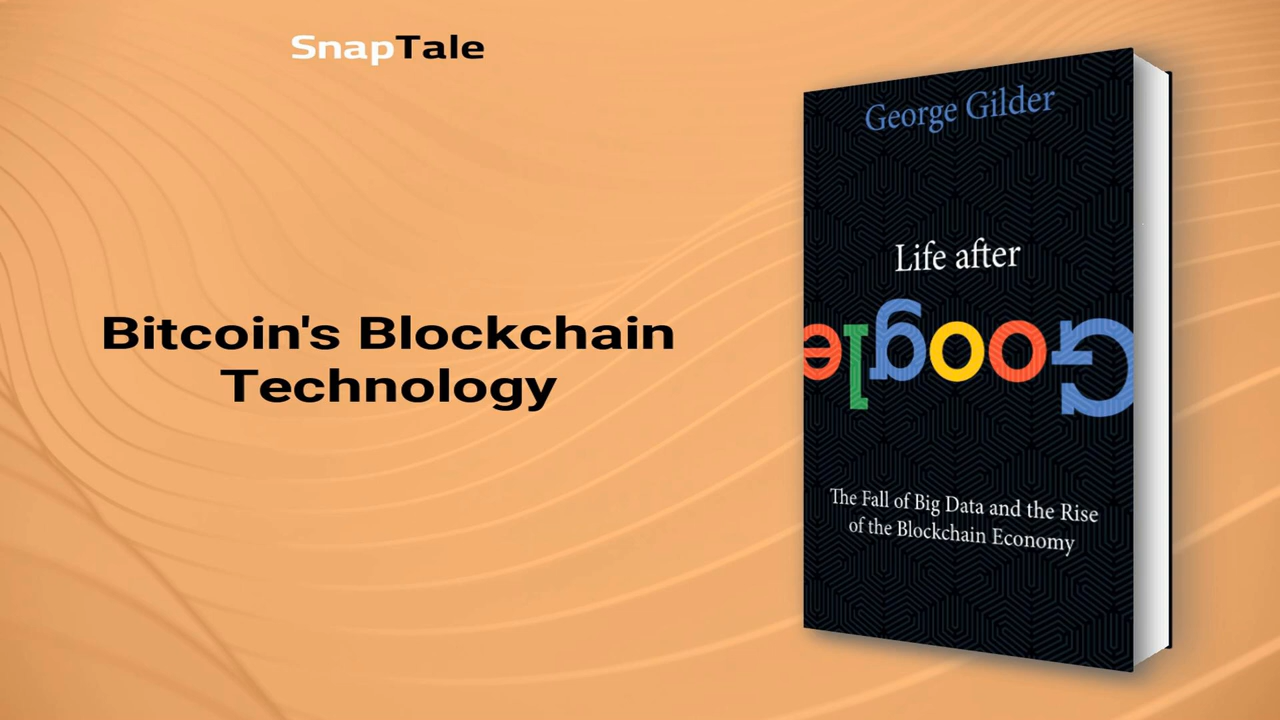 SnapTale
Bitcoin's Blockchain
Technology
George Gilder
Life after
Google
The Fall of Big Data and the Rise
of the Blockchain Economy